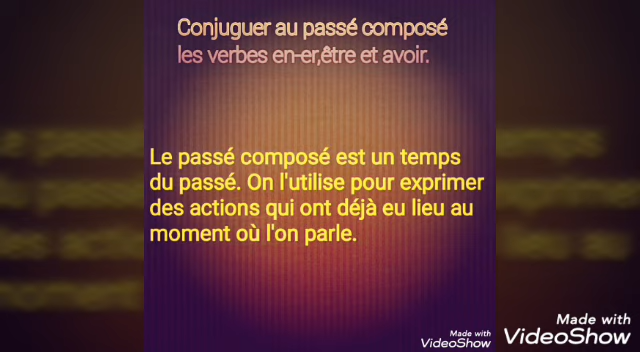 Conjuguer au passé composé
les verbes en-er,être et avoir.
Le passé composé est un temps
du passé. On l'utilise pour exprimer
des actions qui ont déjà eu lieu au
moment où l'on parle.
Made with
VideoShow
Made with
VideoShow